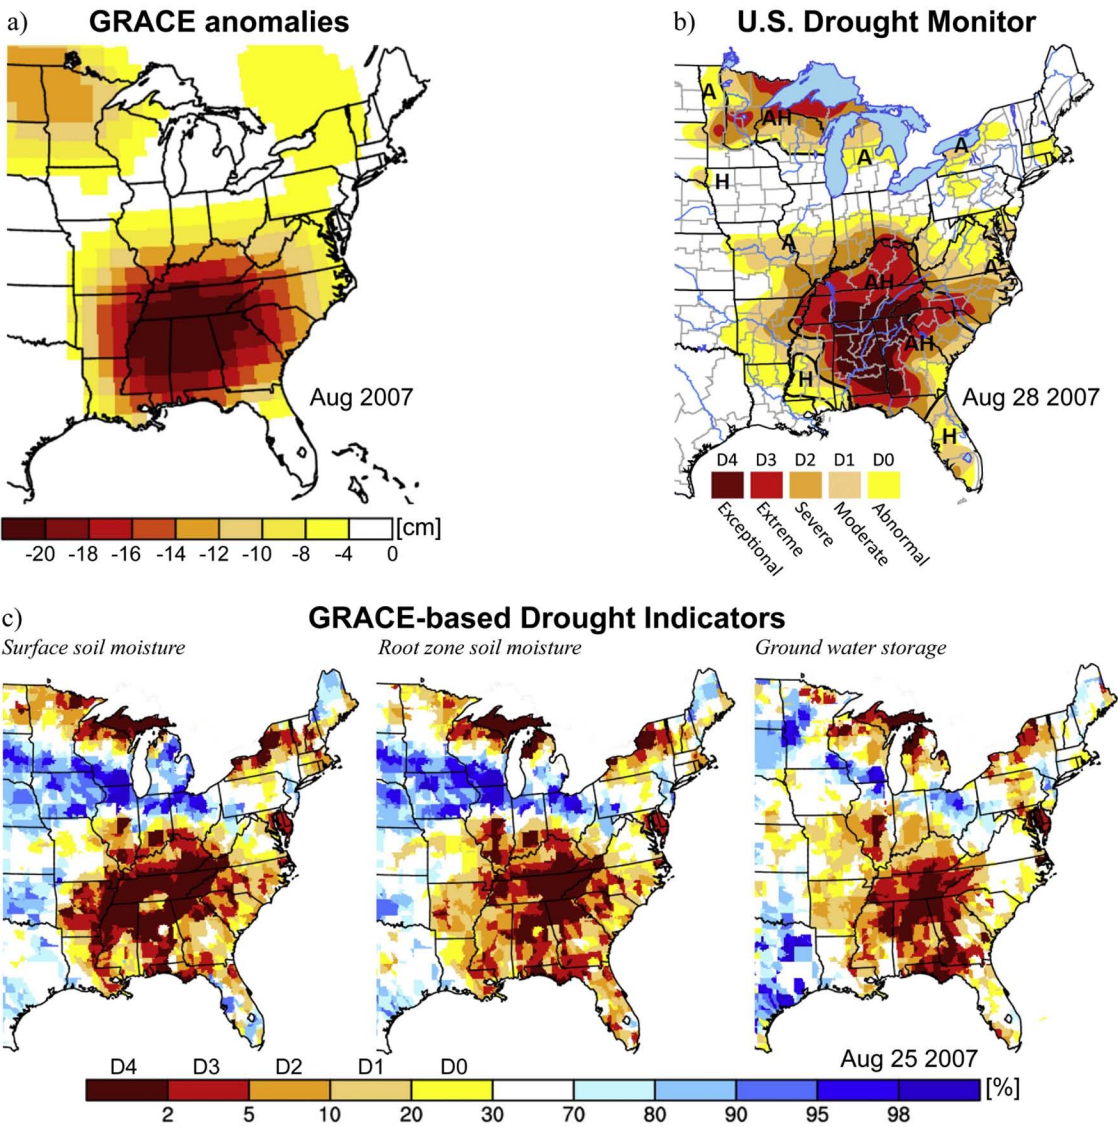 a)
GRACE anomalies
Aug 2007
[cm]
-20 -18 -16 -14 -12 -10 -8 -4 0
b)
U.S. Drought Monitor
A
AH
A
A
H
A
A
AH
AH
H
H
Aug 28 2007
D4 D3 D2 D1 D0
Exceptional
Extreme
Severe
Moderate
Abnormal
c)
GRACE-based Drought Indicators
Surface soil moisture
Root zone soil moisture
Ground water storage
Aug 25 2007
D4 D3 D2 D1 D0
[%]
2 5 10 20 30 70 80 90 95 98